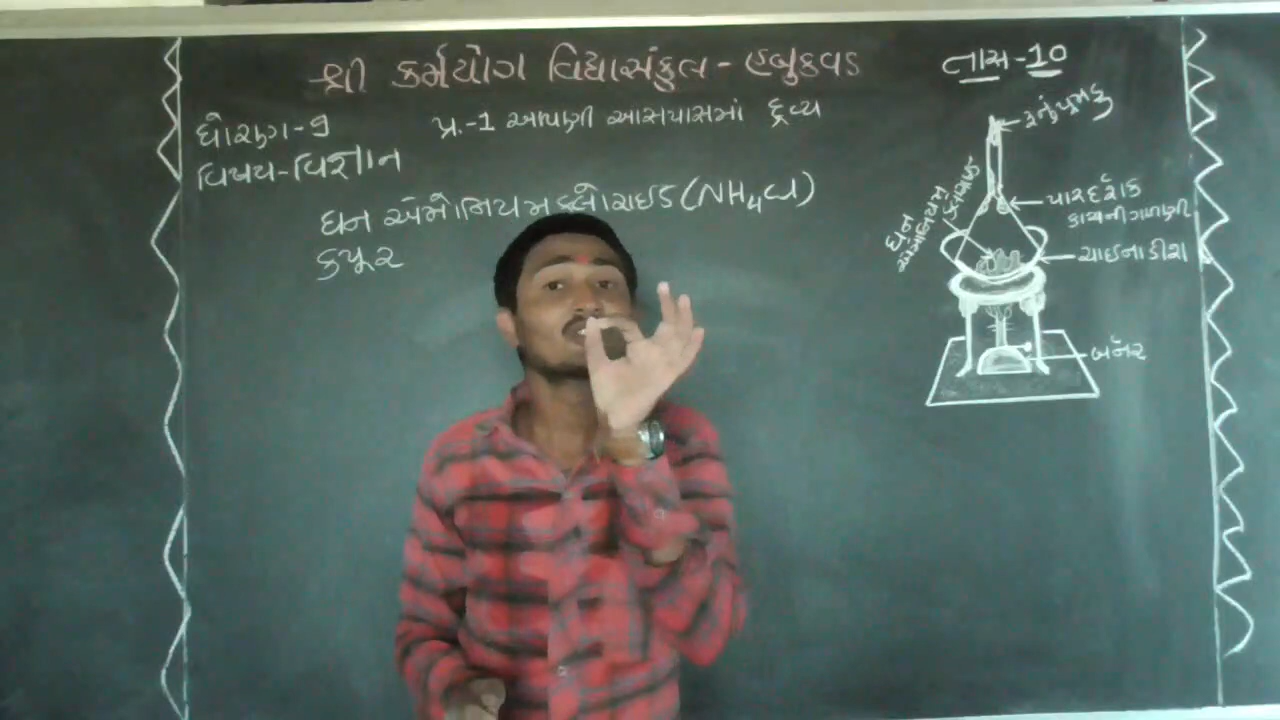 શ્રી કર્મયોગ વિદ્યાસંકુલ - હબુકવડ
તાસ - 10
ધોરણ - 9
પ્ર.-1 આપણી આસપાસમાં દ્રવ્ય
વિષય - વિજ્ઞાન
ઘન એમોનિયમ ક્લોરાઇડ (NH4Cl)
કપૂર
રૂનું પૂમડું
ઘન એમોનિયમ ક્લોરાઇડ
પારદર્શક
કાચની ગળણી
ચાઇના ડીશ
બર્નર